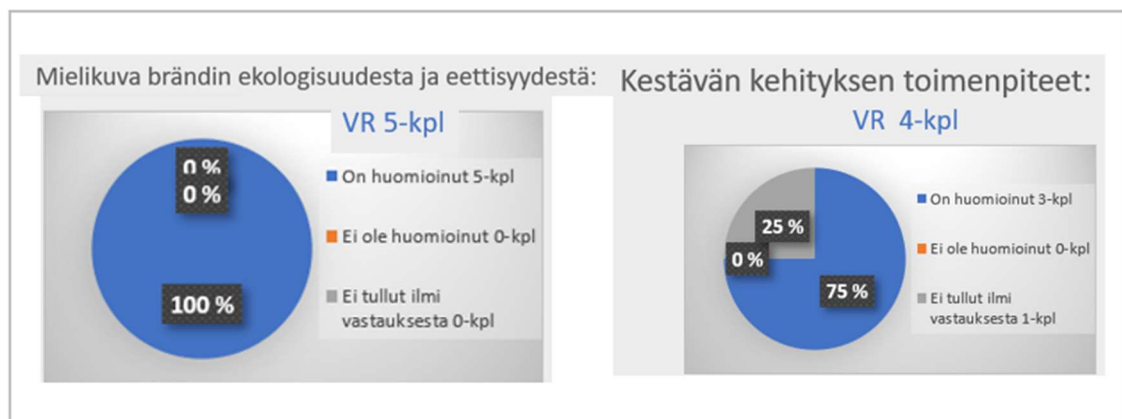 Mielikuva brändin ekologisuudesta ja eettisyydestä:
VR 5-kpl
0 %
0 %
100 %
On huomioinut 5-kpl
Ei ole huomioinut 0-kpl
Ei tullut ilmi
vastauksesta 0-kpl
Kestävän kehityksen toimenpiteet:
VR 4-kpl
25 %
0 %
75 %
On huomioinut 3-kpl
Ei ole huomioinut 0-kpl
Ei tullut ilmi
vastauksesta 1-kpl